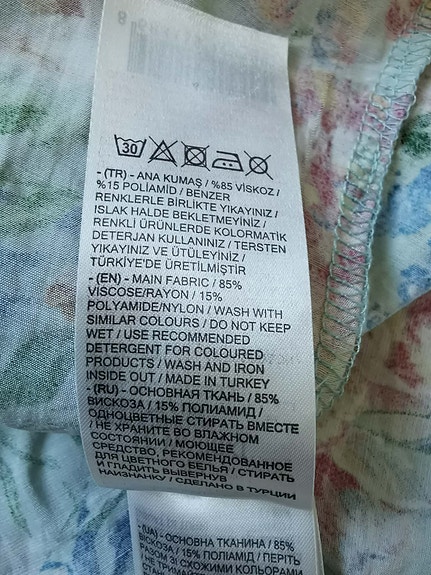 30
- (TR) - ANA KUMAŞ / %85 VİSKOZ /
%15 POLİAMİD / BENZER
RENKLERLE BİRLİKTE YIKAYINIZ /
ISLAK HALDE BEKLETMEYİNİZ /
RENKLİ ÜRÜNLERDE KOLORMATİK
DETERJAN KULLANINIZ / TERSTEN
YIKAYINIZ VE ÜTÜLEYİNİZ /
TÜRKİYE'DE ÜRETİLMİŞTİR
- (EN) - MAIN FABRIC / 85%
VISCOSE/RAYON / 15%
POLYAMIDE/NYLON / WASH WITH
SIMILAR COLOURS / DO NOT KEEP
WET / USE RECOMMENDED
DETERGENT FOR COLOURED
PRODUCTS / WASH AND IRON
INSIDE OUT / MADE IN TURKEY
- (RU) - ОСНОВНАЯ ТКАНЬ / 85%
ВИСКОЗА / 15% ПОЛИАМИД /
ОДНОЦВЕТНЫЕ СТИРАТЬ ВМЕСТЕ
/ НЕ ХРАНИТЕ ВО ВЛАЖНОМ
СОСТОЯНИИ / МОЮЩЕЕ
СРЕДСТВО, РЕКОМЕНДОВАННОЕ
ДЛЯ ЦВЕТНОГО БЕЛЬЯ / СТИРАТЬ
И ГЛАДИТЬ ВЫВЕРНУВ
НАИЗНАНКУ / СДЕЛАНО В ТУРЦИИ
- (UA) - ОСНОВНА ТКАНИНА / 85%
ВІСКОЗА / 15% ПОЛІАМІД / ПЕРІТЬ
РАЗОМ ЗІ СХОЖИМИ КОЛЬОРАМИ